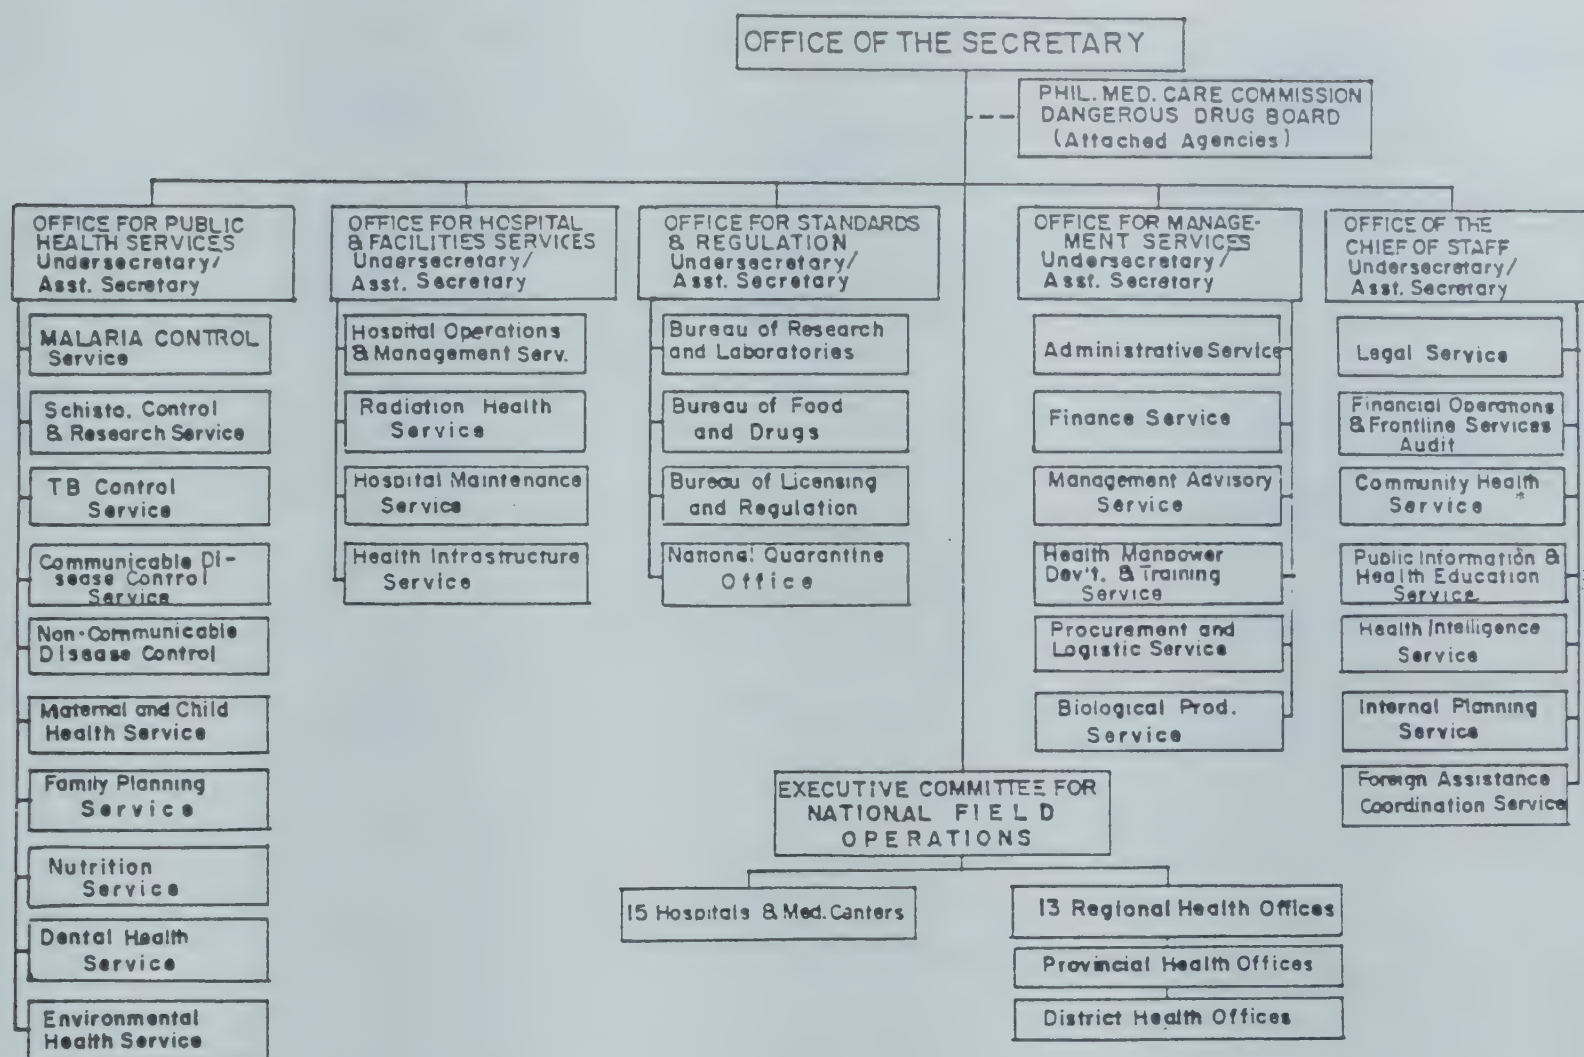 OFFICE OF THE SECRETARY
PHIL. MED. CARE COMMISSION
DANGEROUS DRUG BOARD
(Attached Agencies)
OFFICE FOR PUBLIC
HEALTH SERVICES
Undersecretary/
Asst. Secretary
MALARIA CONTROL
Service
Schisto. Control
& Research Service
TB Control
Service
Communicable Di-
sease Control
Service
Non-Communicable
Disease Control
Maternal and Child
Health Service
Family Planning
Service
Nutrition
Service
Dental Health
Service
Environmental
Health Service
OFFICE FOR HOSPITAL
& FACILITIES SERVICES
Undersecretary/
Asst. Secretary
Hospital Operations
& Management Serv.
Radiation Health
Service
Hospital Maintenance
Service
Health Infrastructure
Service
OFFICE FOR STANDARDS
& REGULATION
Undersecretary/
Asst. Secretary
Bureau of Research
and Laboratories
Bureau of Food
and Drugs
Bureau of Licensing
and Regulation
National Quarantine
Office
OFFICE FOR MANAGE-
MENT SERVICES
Undersecretary/
Asst. Secretary
Administrative Service
Finance Service
Management Advisory
Service
Health Manpower
Dev't. & Training
Service
Procurement and
Logistic Service
Biological Prod.
Service
OFFICE OF THE
CHIEF OF STAFF
Undersecretary/
Asst. Secretary
Legal Service
Financial Operations
& Frontline Services
Audit
Community Health
Service *
Public Information &
Health Education
Service
Health Intelligence
Service
Internal Planning
Service
Foreign Assistance
Coordination Service
EXECUTIVE COMMITTEE FOR
NATIONAL FIELD
OPERATIONS
15 Hospitals & Med. Canters
13 Regional Health Offices
Provincial Health Offices
District Health Offices